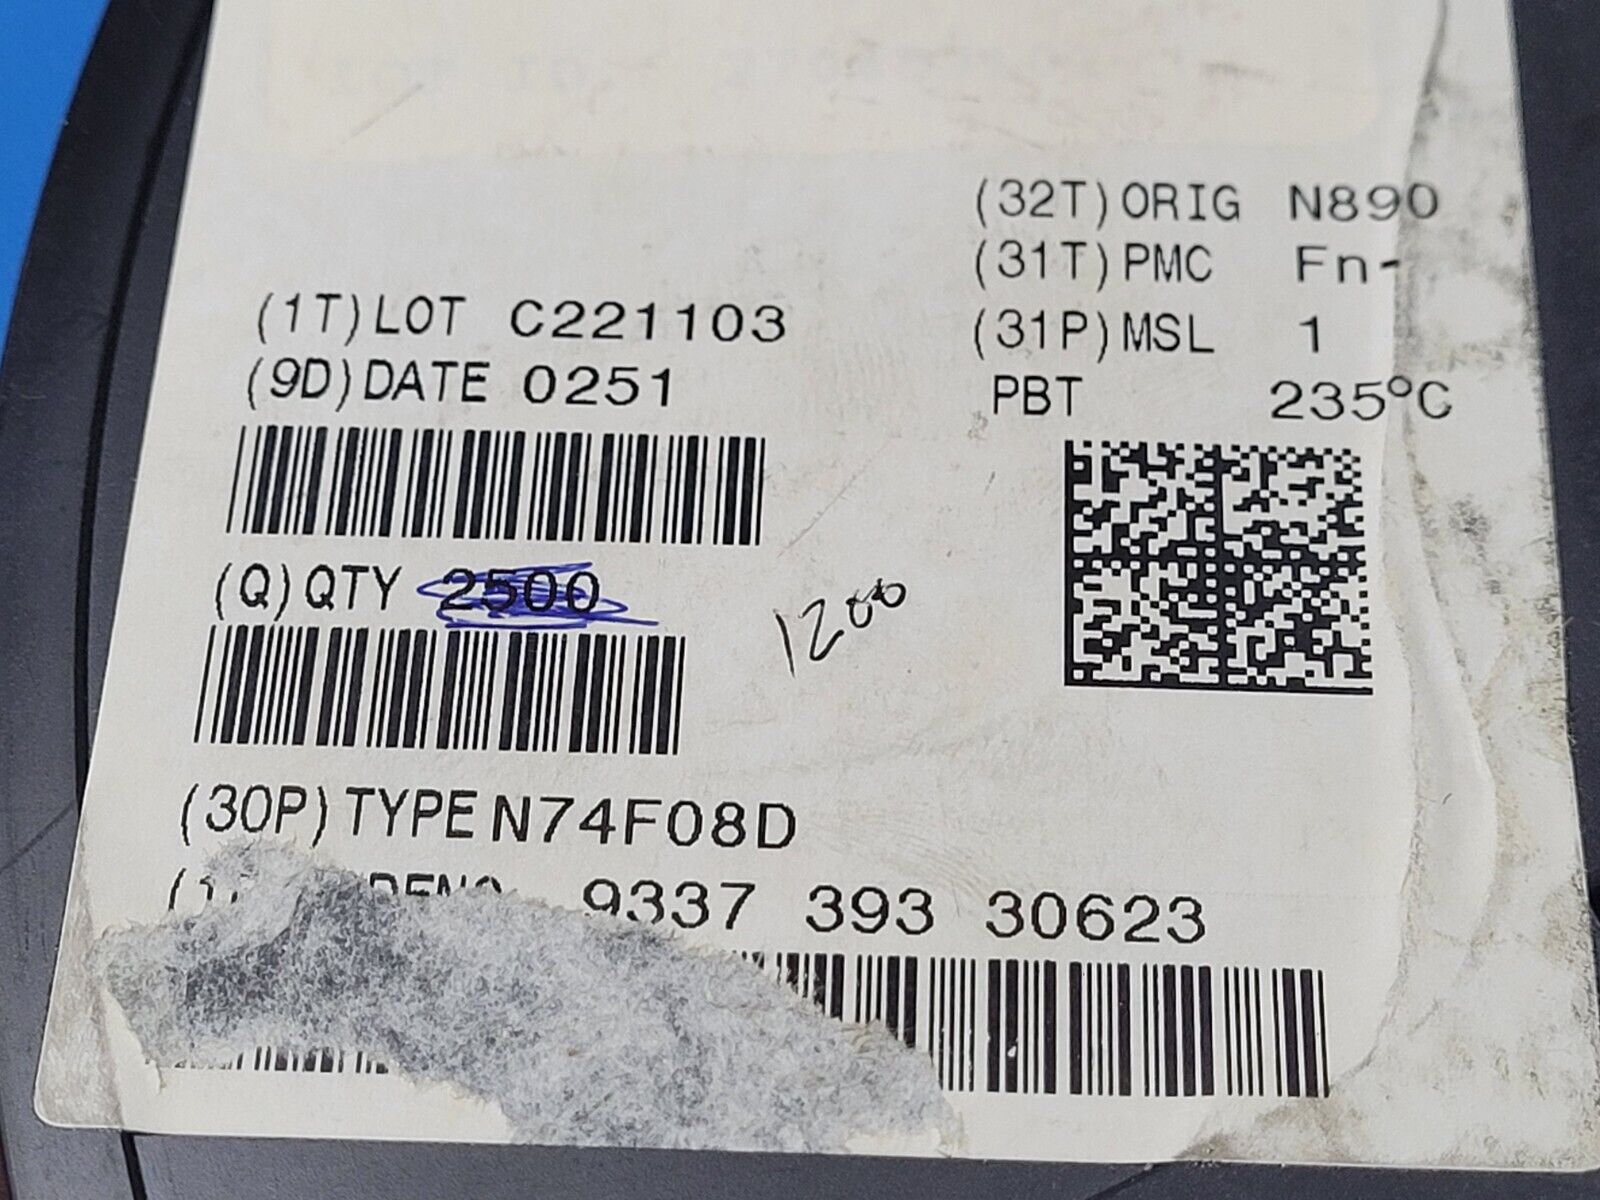 (32T) ORIG N890
(31T) PMC Fn-
(1T) LOT C221103
(31P) MSL 1
(9D) DATE 0251
PBT 235°C
(Q) QTY 2500
1200
(30P) TYPE N74F08D
9337 393 30623